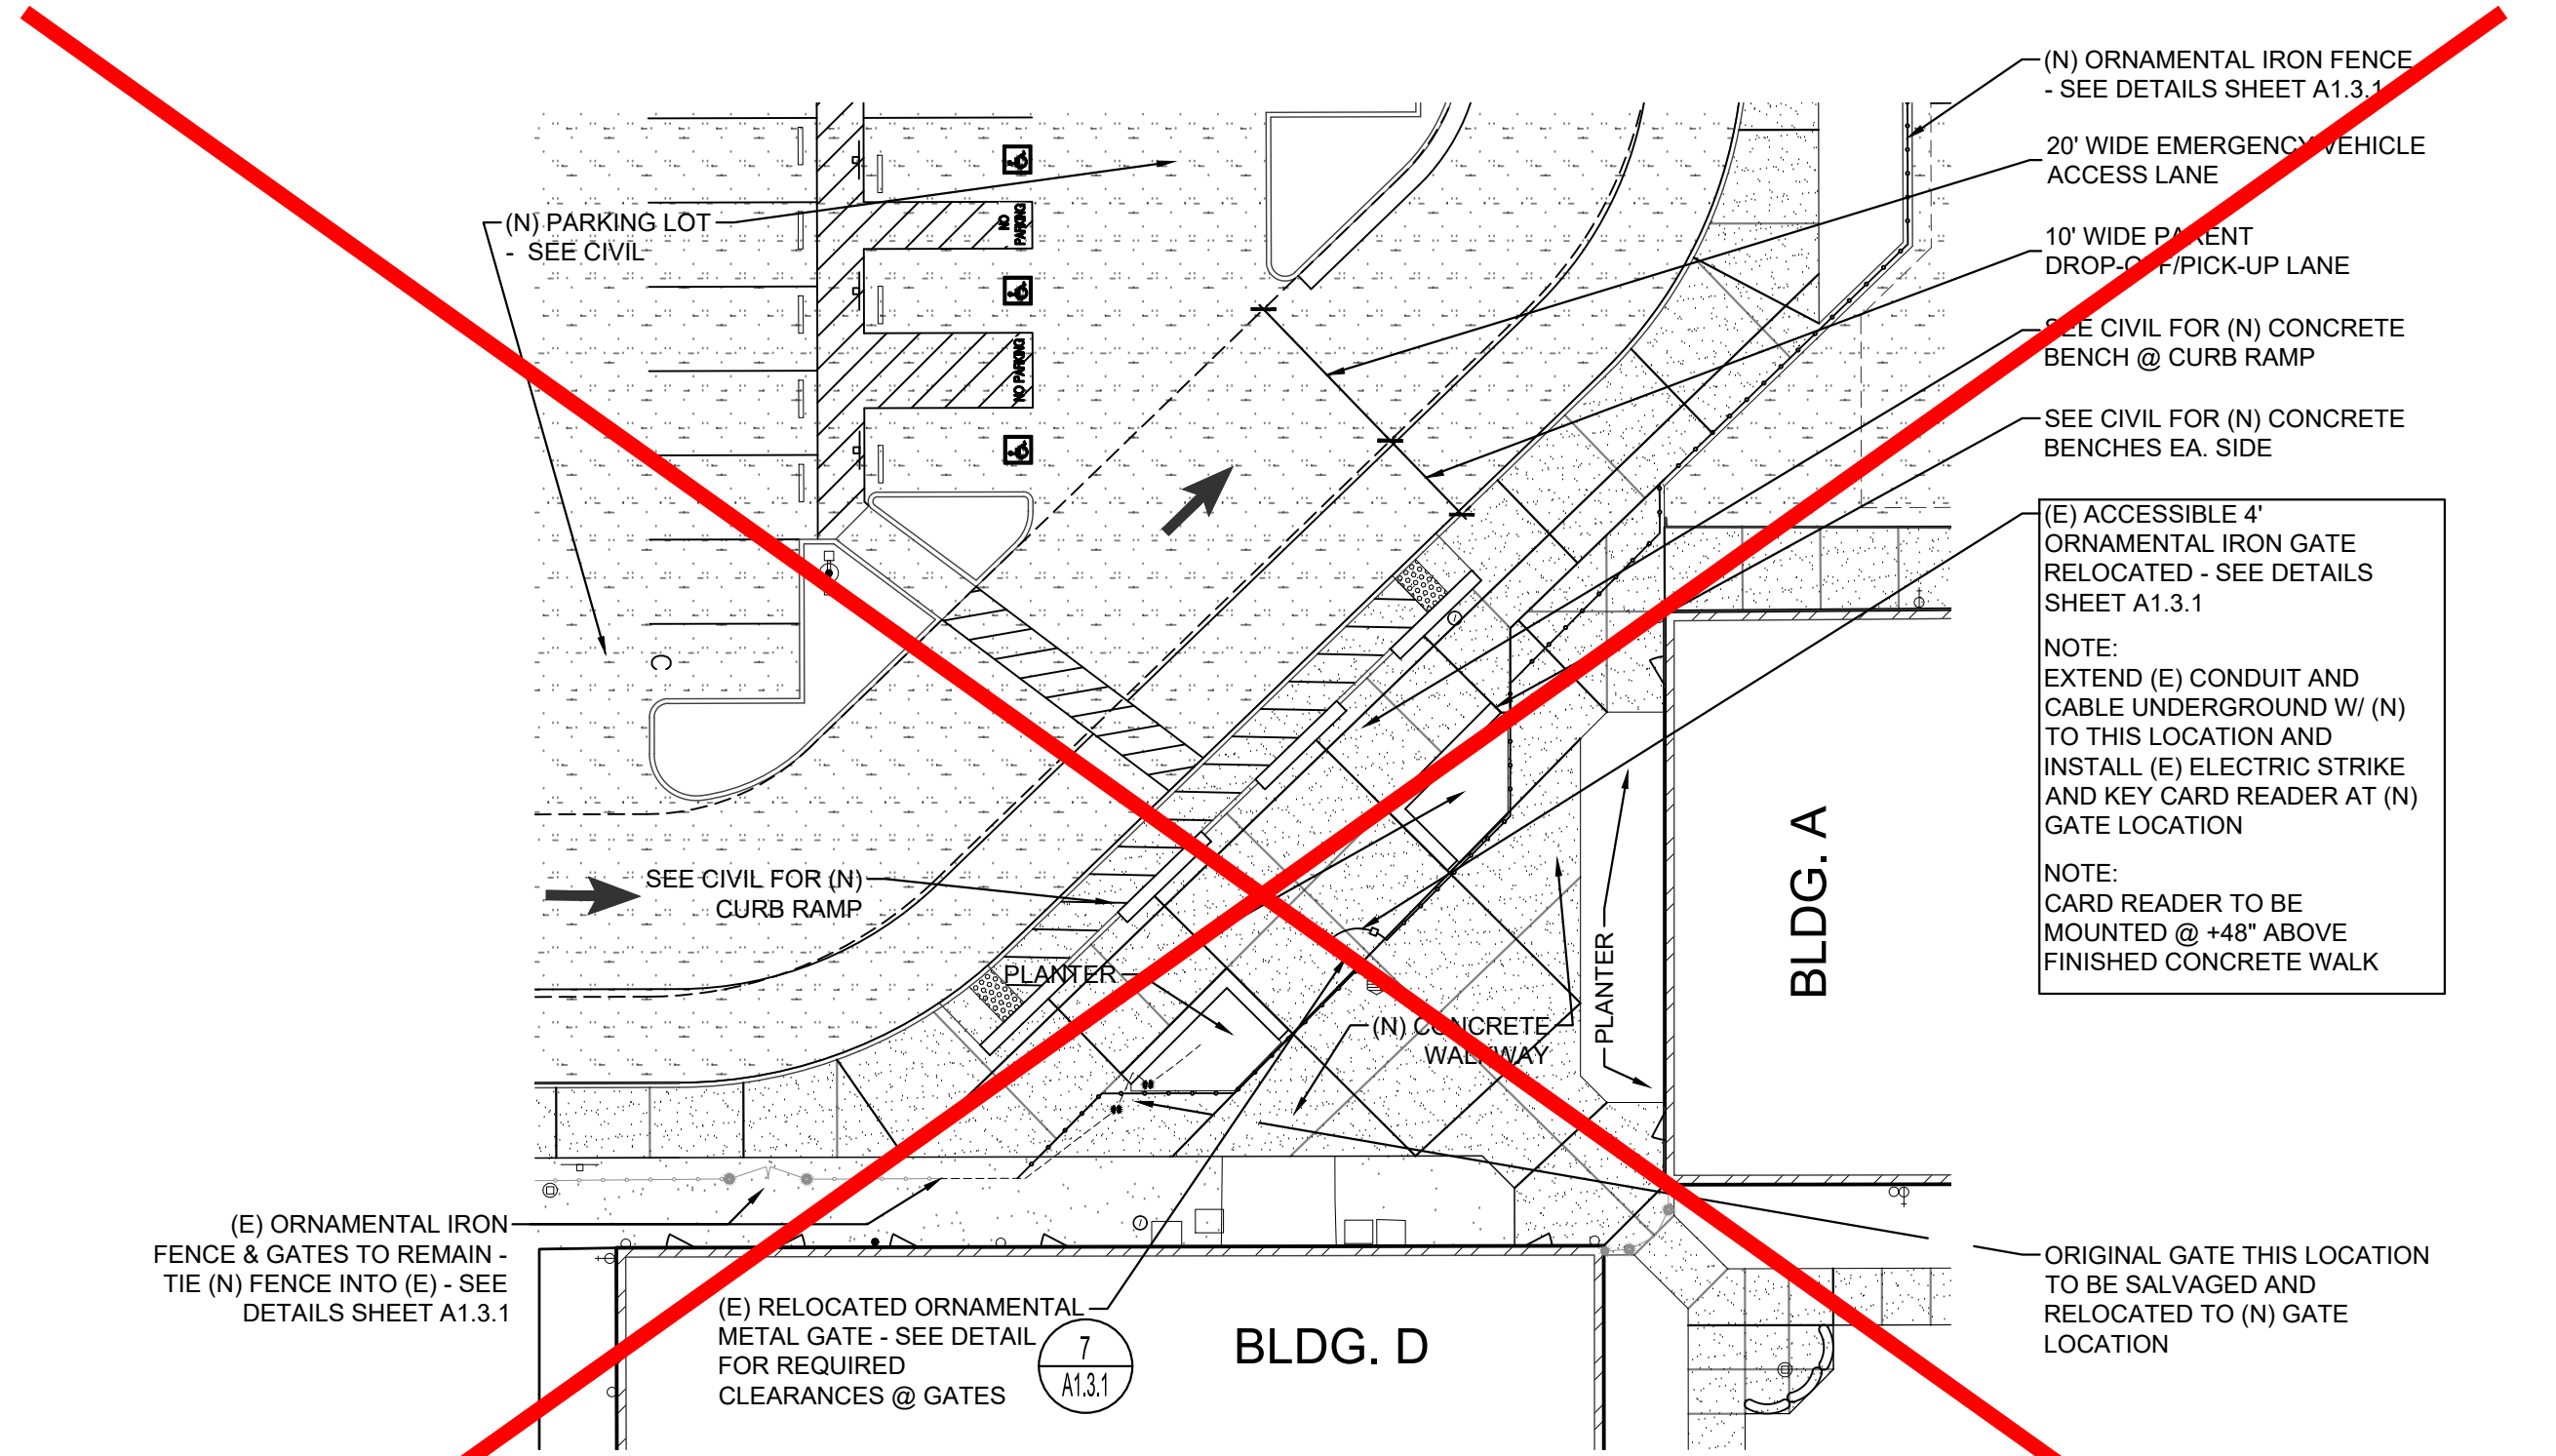 (N) ORNAMENTAL IRON FENCE
- SEE DETAILS SHEET A1.3.1
20' WIDE EMERGENCY VEHICLE
ACCESS LANE
10' WIDE PARENT
DROP-OFF/PICK-UP LANE
SEE CIVIL FOR (N) CONCRETE
BENCH @ CURB RAMP
SEE CIVIL FOR (N) CONCRETE
BENCHES EA. SIDE
(E) ACCESSIBLE 4'
ORNAMENTAL IRON GATE
RELOCATED - SEE DETAILS
SHEET A1.3.1
NOTE:
EXTEND (E) CONDUIT AND
CABLE UNDERGROUND W/ (N)
TO THIS LOCATION AND
INSTALL (E) ELECTRIC STRIKE
AND KEY CARD READER AT (N)
GATE LOCATION
NOTE:
CARD READER TO BE
MOUNTED @ +48" ABOVE
FINISHED CONCRETE WALK
(N) PARKING LOT
- SEE CIVIL
NO
PARKING
NO PARKING
C
SEE CIVIL FOR (N)
CURB RAMP
PLANTER
(N) CONCRETE
WALKWAY
PLANTER
BLDG. A
(E) ORNAMENTAL IRON
FENCE & GATES TO REMAIN -
TIE (N) FENCE INTO (E) - SEE
DETAILS SHEET A1.3.1
(E) RELOCATED ORNAMENTAL
METAL GATE - SEE DETAIL
FOR REQUIRED
CLEARANCES @ GATES
7
A1.3.1
BLDG. D
ORIGINAL GATE THIS LOCATION
TO BE SALVAGED AND
RELOCATED TO (N) GATE
LOCATION